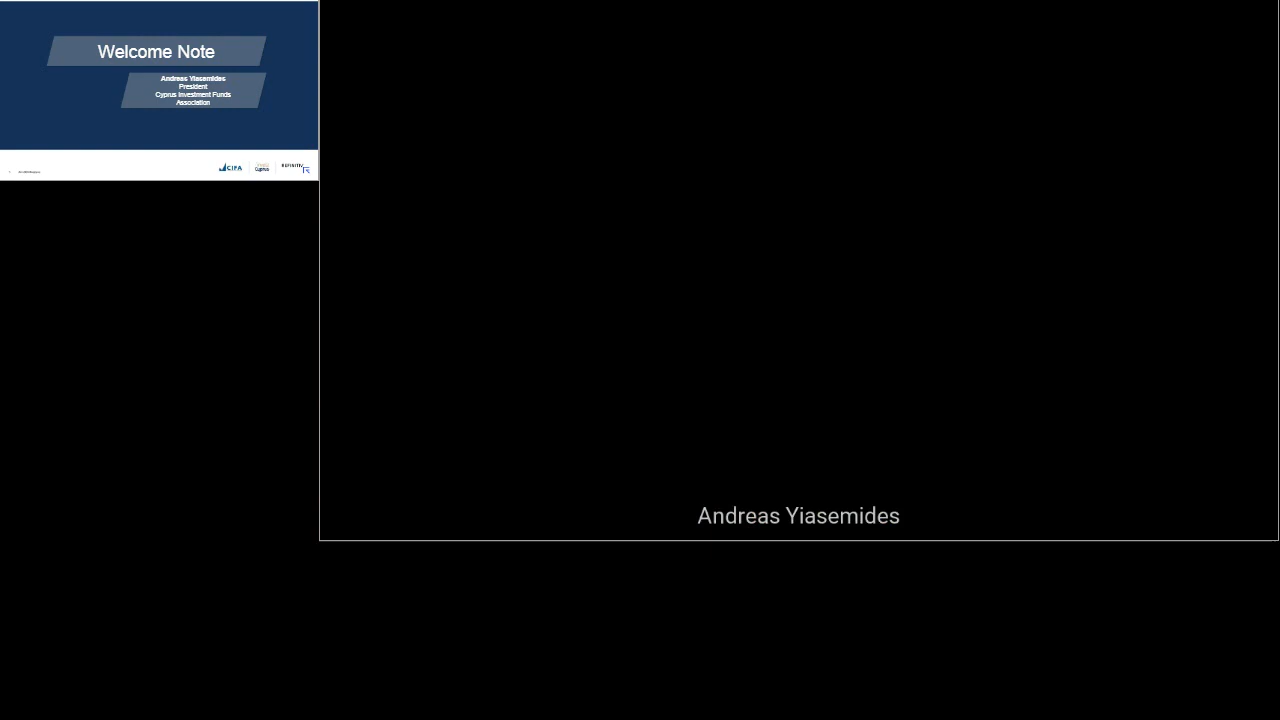 Welcome Note
Andreas Yiasemides
President
Cyprus Investment Funds
Association
CIFA
Cyprus
REFINITIV
Andreas Yiasemides